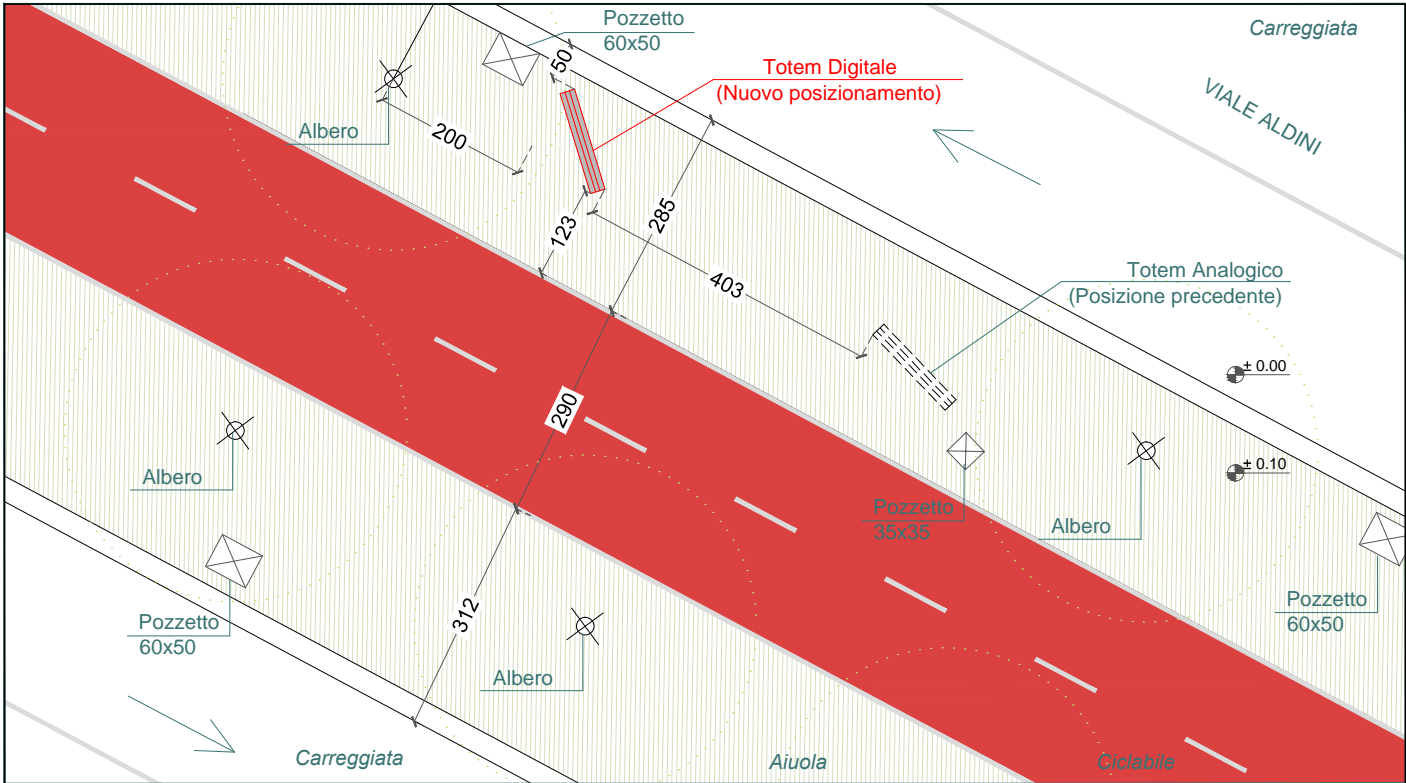 Pozzetto
60x50
Carreggiata
50
Totem Digitale
(Nuovo posizionamento)
VIALE ALDINI
Albero
200
285
123
403
Totem Analogico
(Posizione precedente)
± 0.00
290
± 0.10
Albero
Pozzetto
35x35
Albero
312
Pozzetto
60x50
Pozzetto
60x50
Albero
Carreggiata
Aiuola
Ciclabile